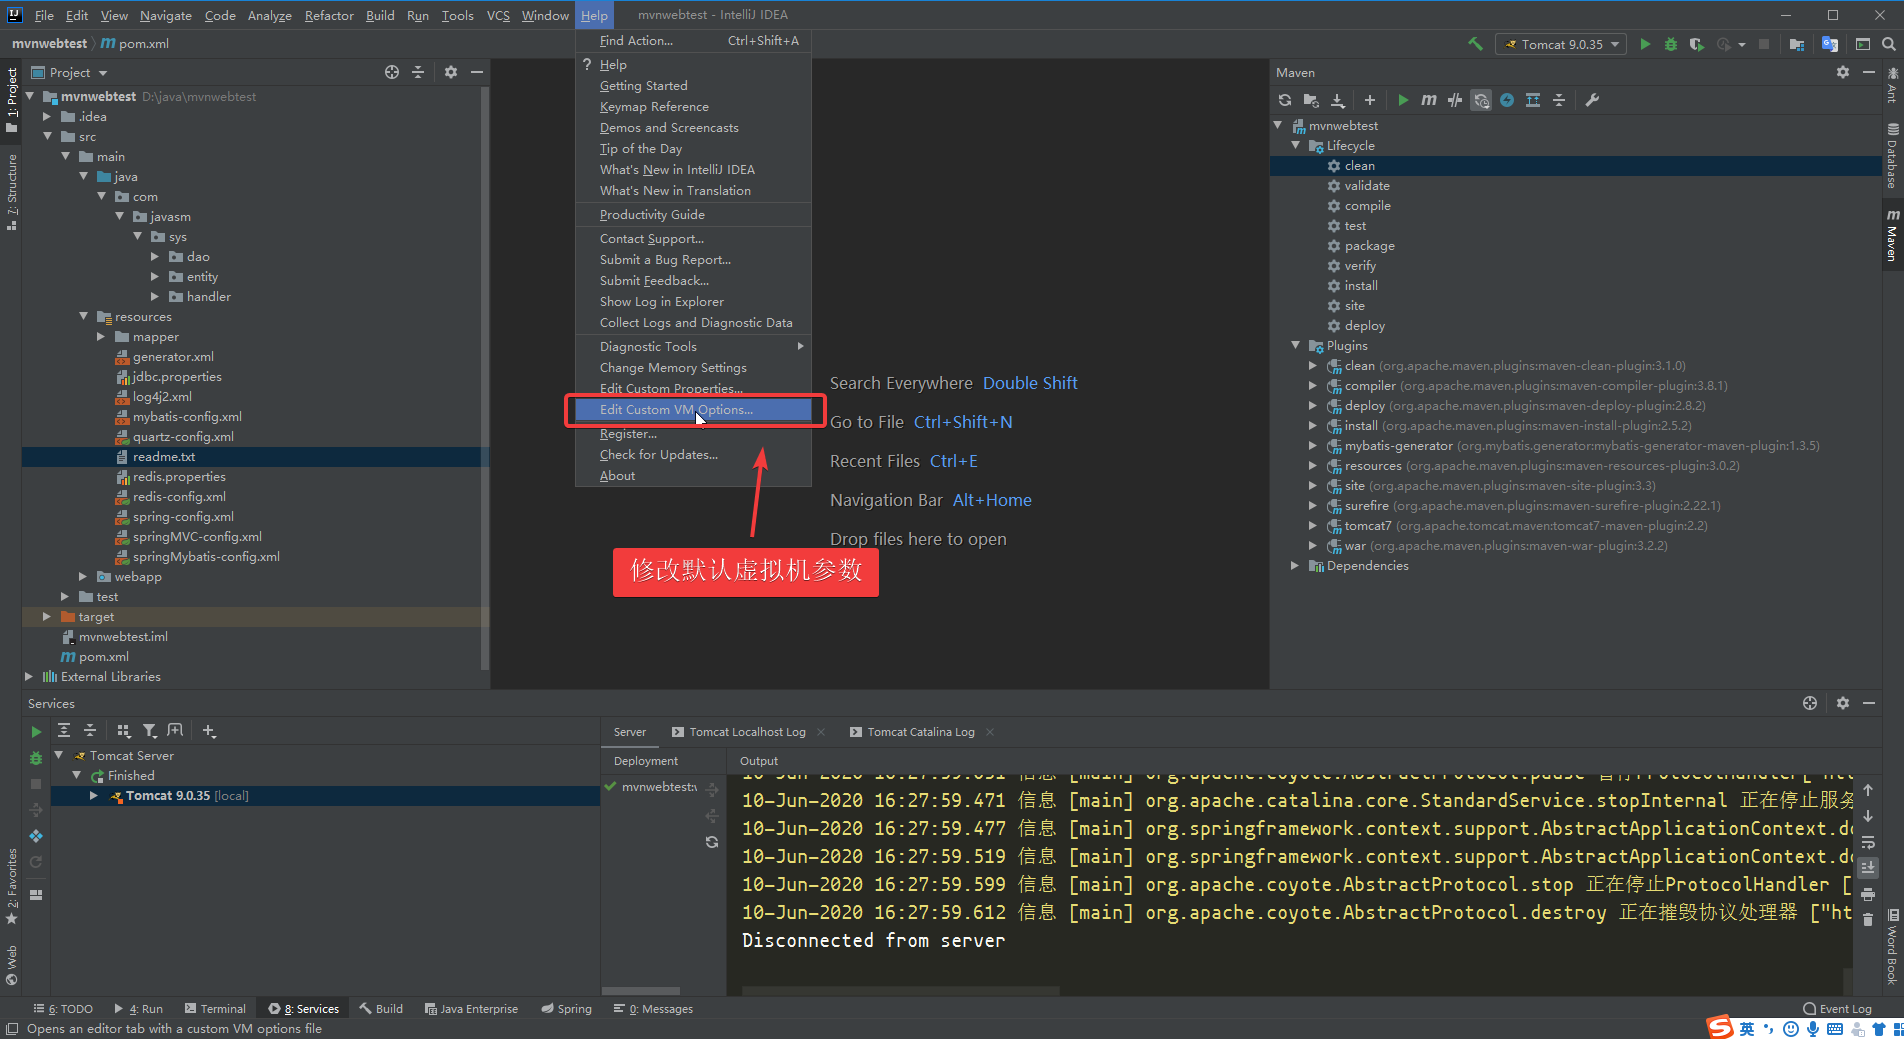 File Edit View Navigate Code Analyze Refactor Build Run Tools VCS Window Help mvnwebtest - IntelliJ IDEA
mvnwebtest pom.xml
Tomcat 9.0.35
Find Action... Ctrl+Shift+A
Help
Getting Started
Keymap Reference
Demos and Screencasts
Tip of the Day
What's New in IntelliJ IDEA
What's New in Translation
Productivity Guide
Contact Support...
Submit a Bug Report...
Submit Feedback...
Show Log in Explorer
Collect Logs and Diagnostic Data
Diagnostic Tools
Change Memory Settings
Edit Custom Properties...
Edit Custom VM Options...
Register...
Check for Updates...
About
1: Project
7: Structure
2: Favorites
Web
Project
mvnwebtest D:\java\mvnwebtest
.idea
src
main
java
com
javasm
sys
dao
entity
handler
resources
mapper
generator.xml
jdbc.properties
log4j2.xml
mybatis-config.xml
quartz-config.xml
readme.txt
redis.properties
redis-config.xml
spring-config.xml
springMVC-config.xml
springMybatis-config.xml
webapp
test
target
mvnwebtest.iml
pom.xml
External Libraries
Search Everywhere Double Shift
Go to File Ctrl+Shift+N
Recent Files Ctrl+E
Navigation Bar Alt+Home
Drop files here to open
修改默认虚拟机参数
Maven
mvnwebtest
Lifecycle
clean
validate
compile
test
package
verify
install
site
deploy
Plugins
clean (org.apache.maven.plugins:maven-clean-plugin:3.1.0)
compiler (org.apache.maven.plugins:maven-compiler-plugin:3.8.1)
deploy (org.apache.maven.plugins:maven-deploy-plugin:2.8.2)
install (org.apache.maven.plugins:maven-install-plugin:2.5.2)
mybatis-generator (org.mybatis.generator:mybatis-generator-maven-plugin:1.3.5)
resources (org.apache.maven.plugins:maven-resources-plugin:3.0.2)
site (org.apache.maven.plugins:maven-site-plugin:3.3)
surefire (org.apache.maven.plugins:maven-surefire-plugin:2.22.1)
tomcat7 (org.apache.tomcat.maven:tomcat7-maven-plugin:2.2)
war (org.apache.maven.plugins:maven-war-plugin:3.2.2)
Dependencies
Ant
Database
Maven
Word Book
Services
Tomcat Server
Finished
Tomcat 9.0.35 [local]
Server Tomcat Localhost Log Tomcat Catalina Log
Deployment Output
mvnwebtest:
10-Jun-2020 16:27:59.471 信息 [main] org.apache.catalina.core.StandardService.stopInternal 正在停止服务
10-Jun-2020 16:27:59.477 信息 [main] org.springframework.context.support.AbstractApplicationContext.do
10-Jun-2020 16:27:59.519 信息 [main] org.springframework.context.support.AbstractApplicationContext.do
10-Jun-2020 16:27:59.599 信息 [main] org.apache.coyote.AbstractProtocol.stop 正在停止ProtocolHandler [
10-Jun-2020 16:27:59.612 信息 [main] org.apache.coyote.AbstractProtocol.destroy 正在摧毁协议处理器 ["ht
Disconnected from server
6: TODO 4: Run Terminal 8: Services Build Java Enterprise Spring 0: Messages Event Log
Opens an editor tab with a custom VM options file
英